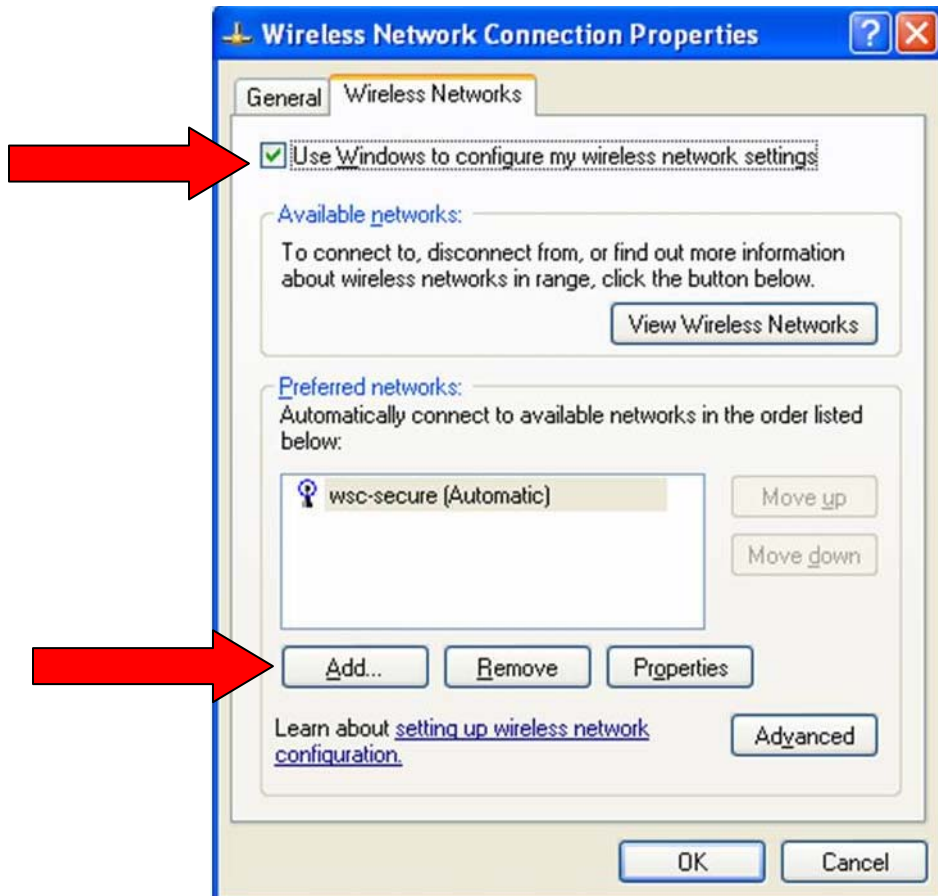 Wireless Network Connection Properties
General
Wireless Networks
Use Windows to configure my wireless network settings
Available networks:
To connect to, disconnect from, or find out more information
about wireless networks in range, click the button below.
View Wireless Networks
Preferred networks:
Automatically connect to available networks in the order listed
below:
wsc-secure (Automatic)
Move up
Move down
Add...
Remove
Properties
Learn about setting up wireless network
configuration.
Advanced
OK
Cancel